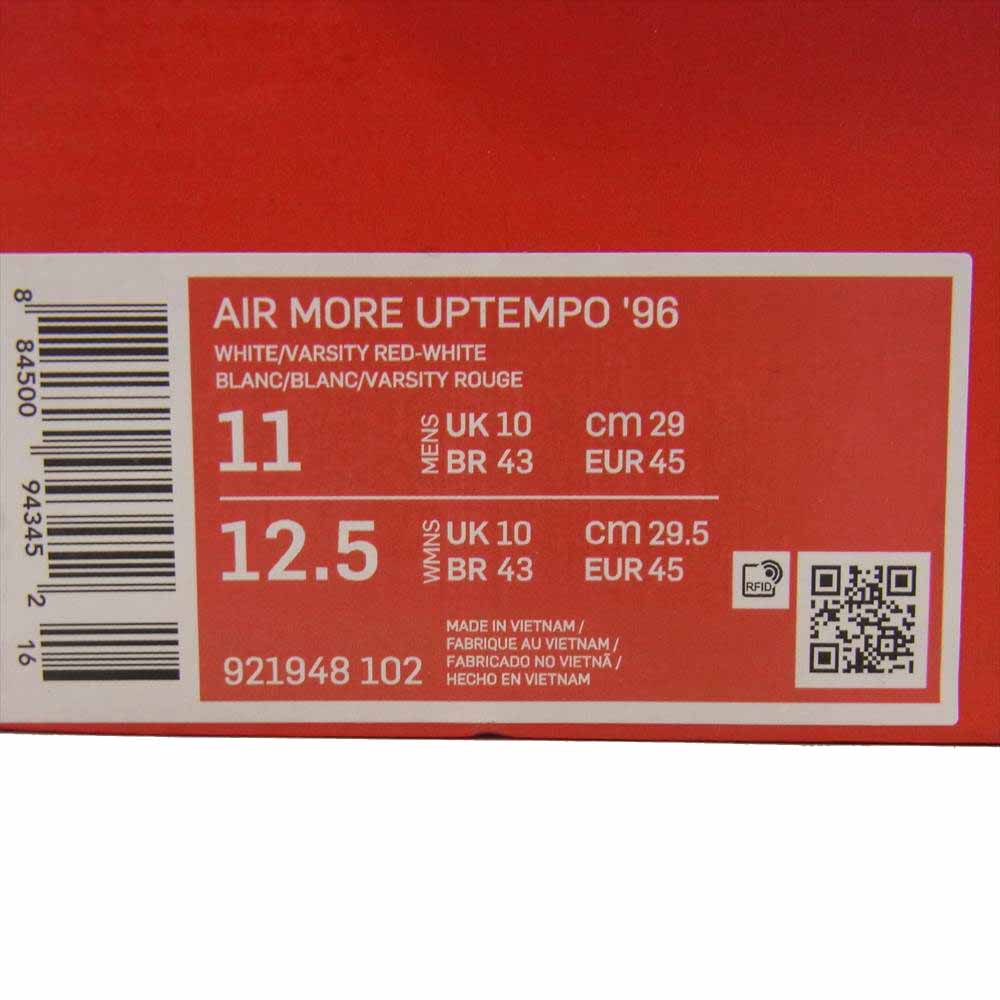 AIR MORE UPTEMPO '96
WHITE/VARSITY RED-WHITE
BLANC/BLANC/VARSITY ROUGE
11 MENS UK 10 CM 29
BR 43 EUR 45
12.5 WMNS UK 10 CM 29.5
BR 43 EUR 45
RFID
921948 102
MADE IN VIETNAM /
FABRIQUE AU VIETNAM /
FABRICADO NO VIETNÃ /
HECHO EN VIETNAM
8 84500 94345 2 16